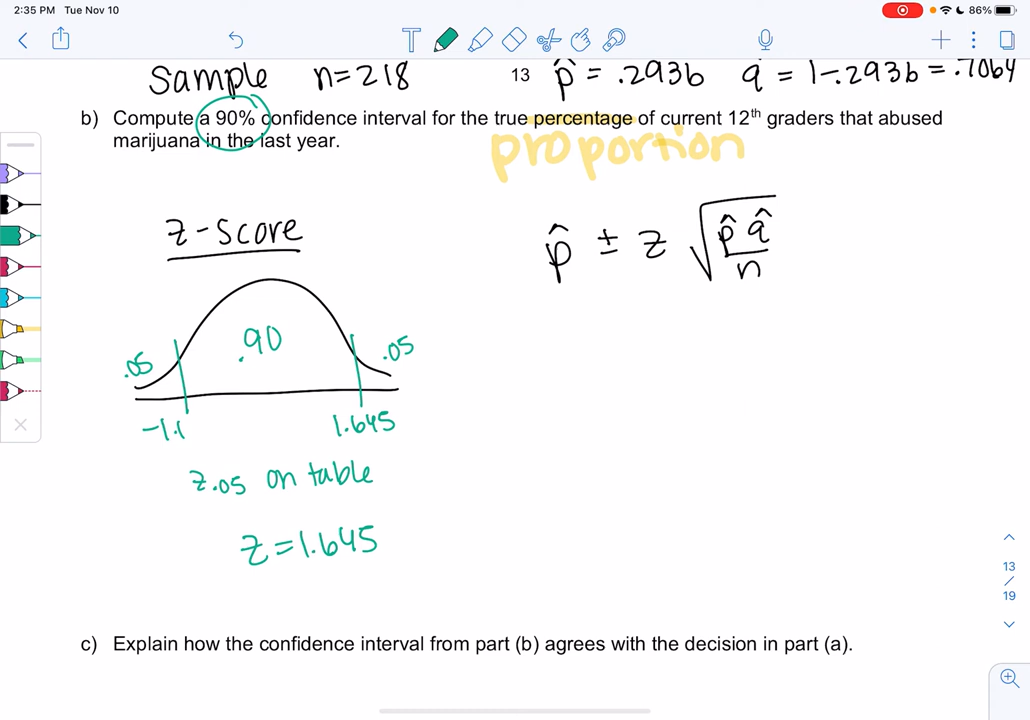 2:35 PM Tue Nov 10 86%
T
Sample n=218 13 p̂ = .2936 q̂ = 1-.2936 = .7064
b) Compute a 90% confidence interval for the true percentage of current 12th graders that abused
marijuana in the last year.
proportion
z-score
p̂ ± z √(p̂ q̂ / n)
.90
.05 .05
-1.6 1.645
z.05 on table
z=1.645
13
/
19
c) Explain how the confidence interval from part (b) agrees with the decision in part (a).